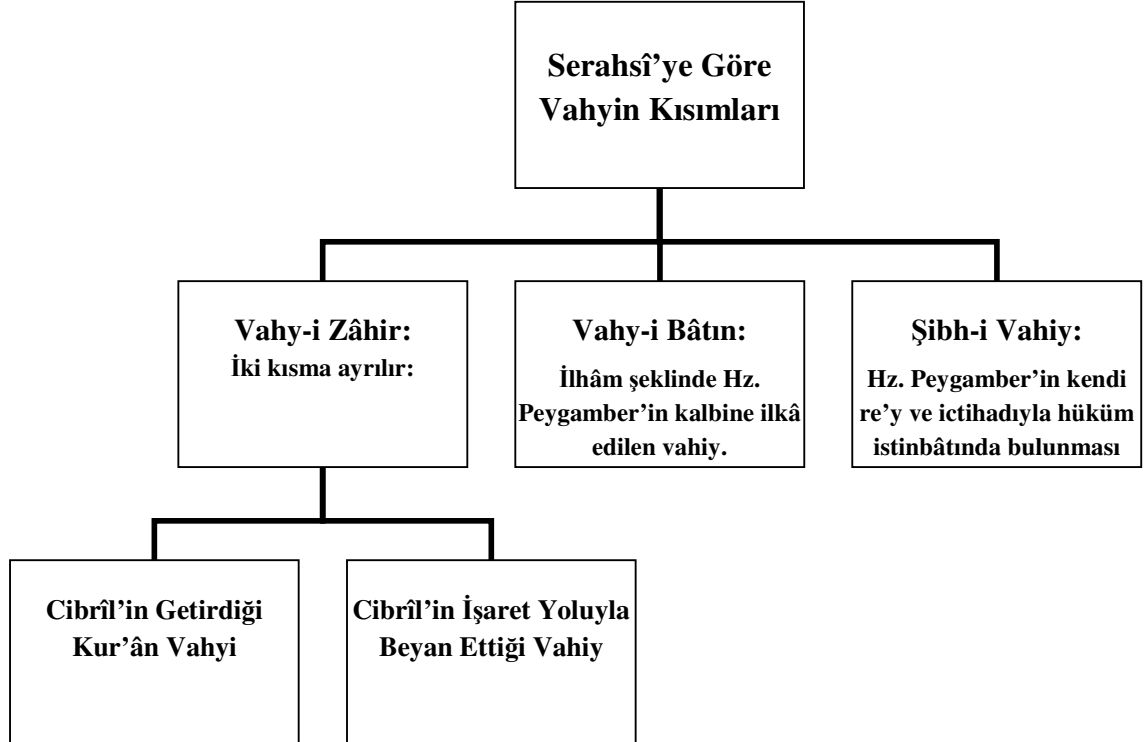 Serahsî’ye Göre
Vahyin Kısımları
Vahy-i Zâhir:
İki kısma ayrılır:
Vahy-i Bâtın:
İlhâm şeklinde Hz.
Peygamber’in kalbine ilkâ
edilen vahiy.
Şibh-i Vahiy:
Hz. Peygamber’in kendi
re’y ve ictihadıyla hüküm
istinbâtında bulunması
Cibrîl’in Getirdiği
Kur’ân Vahyi
Cibrîl’in İşaret Yoluyla
Beyan Ettiği Vahiy